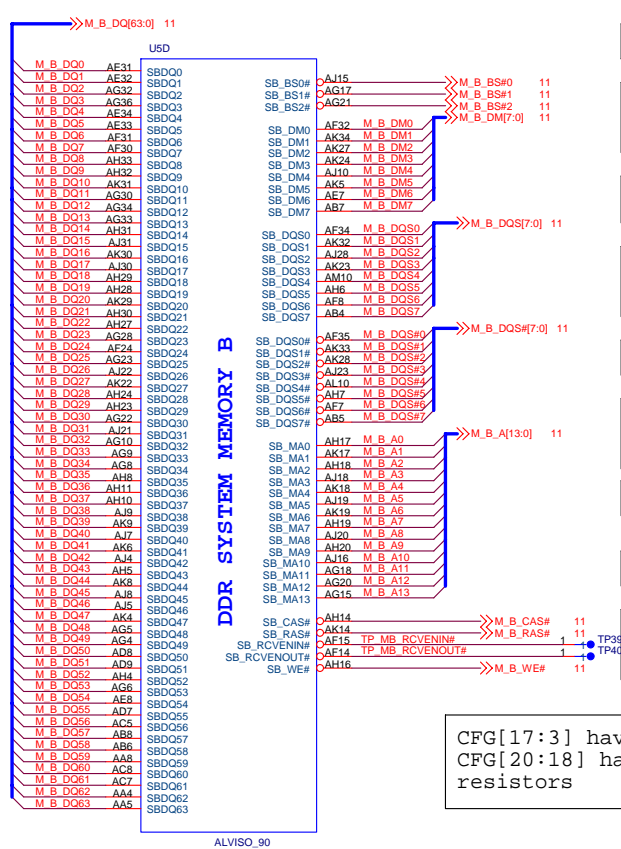 M_B_DQ[63:0] 11
U5D
M_B_DQ0 AE31 SBDQ0
M_B_DQ1 AE32 SBDQ1
M_B_DQ2 AG32 SBDQ2
M_B_DQ3 AG36 SBDQ3
M_B_DQ4 AE34 SBDQ4
M_B_DQ5 AE33 SBDQ5
M_B_DQ6 AF31 SBDQ6
M_B_DQ7 AF30 SBDQ7
M_B_DQ8 AH33 SBDQ8
M_B_DQ9 AH32 SBDQ9
M_B_DQ10 AK31 SBDQ10
M_B_DQ11 AG30 SBDQ11
M_B_DQ12 AG34 SBDQ12
M_B_DQ13 AG33 SBDQ13
M_B_DQ14 AH31 SBDQ14
M_B_DQ15 AJ31 SBDQ15
M_B_DQ16 AK30 SBDQ16
M_B_DQ17 AJ30 SBDQ17
M_B_DQ18 AH29 SBDQ18
M_B_DQ19 AH28 SBDQ19
M_B_DQ20 AK29 SBDQ20
M_B_DQ21 AH30 SBDQ21
M_B_DQ22 AH27 SBDQ22
M_B_DQ23 AG28 SBDQ23
M_B_DQ24 AF24 SBDQ24
M_B_DQ25 AG23 SBDQ25
M_B_DQ26 AJ22 SBDQ26
M_B_DQ27 AK22 SBDQ27
M_B_DQ28 AH24 SBDQ28
M_B_DQ29 AH23 SBDQ29
M_B_DQ30 AG22 SBDQ30
M_B_DQ31 AJ21 SBDQ31
M_B_DQ32 AG10 SBDQ32
M_B_DQ33 AG9 SBDQ33
M_B_DQ34 AG8 SBDQ34
M_B_DQ35 AH8 SBDQ35
M_B_DQ36 AH11 SBDQ36
M_B_DQ37 AH10 SBDQ37
M_B_DQ38 AJ9 SBDQ38
M_B_DQ39 AK9 SBDQ39
M_B_DQ40 AJ7 SBDQ40
M_B_DQ41 AK6 SBDQ41
M_B_DQ42 AJ4 SBDQ42
M_B_DQ43 AH5 SBDQ43
M_B_DQ44 AK8 SBDQ44
M_B_DQ45 AJ8 SBDQ45
M_B_DQ46 AJ5 SBDQ46
M_B_DQ47 AK4 SBDQ47
M_B_DQ48 AG5 SBDQ48
M_B_DQ49 AG4 SBDQ49
M_B_DQ50 AD8 SBDQ50
M_B_DQ51 AD9 SBDQ51
M_B_DQ52 AH4 SBDQ52
M_B_DQ53 AG6 SBDQ53
M_B_DQ54 AE8 SBDQ54
M_B_DQ55 AD7 SBDQ55
M_B_DQ56 AC5 SBDQ56
M_B_DQ57 AB8 SBDQ57
M_B_DQ58 AB6 SBDQ58
M_B_DQ59 AA8 SBDQ59
M_B_DQ60 AC8 SBDQ60
M_B_DQ61 AC7 SBDQ61
M_B_DQ62 AA4 SBDQ62
M_B_DQ63 AA5 SBDQ63
DDR SYSTEM MEMORY B
SB_BS0# AJ15 M_B_BS#0 11
SB_BS1# AG17 M_B_BS#1 11
SB_BS2# AG21 M_B_BS#2 11
M_B_DM[7:0] 11
SB_DM0 AF32 M_B_DM0
SB_DM1 AK34 M_B_DM1
SB_DM2 AK27 M_B_DM2
SB_DM3 AK24 M_B_DM3
SB_DM4 AJ10 M_B_DM4
SB_DM5 AK5 M_B_DM5
SB_DM6 AE7 M_B_DM6
SB_DM7 AB7 M_B_DM7
M_B_DQS[7:0] 11
SB_DQS0 AF34 M_B_DQS0
SB_DQS1 AK32 M_B_DQS1
SB_DQS2 AJ28 M_B_DQS2
SB_DQS3 AK23 M_B_DQS3
SB_DQS4 AM10 M_B_DQS4
SB_DQS5 AH6 M_B_DQS5
SB_DQS6 AF8 M_B_DQS6
SB_DQS7 AB4 M_B_DQS7
M_B_DQS#[7:0] 11
SB_DQS0# AF35 M_B_DQS#0
SB_DQS1# AK33 M_B_DQS#1
SB_DQS2# AK28 M_B_DQS#2
SB_DQS3# AJ23 M_B_DQS#3
SB_DQS4# AL10 M_B_DQS#4
SB_DQS5# AH7 M_B_DQS#5
SB_DQS6# AF7 M_B_DQS#6
SB_DQS7# AB5 M_B_DQS#7
M_B_A[13:0] 11
SB_MA0 AH17 M_B_A0
SB_MA1 AK17 M_B_A1
SB_MA2 AH18 M_B_A2
SB_MA3 AJ18 M_B_A3
SB_MA4 AK18 M_B_A4
SB_MA5 AJ19 M_B_A5
SB_MA6 AK19 M_B_A6
SB_MA7 AH19 M_B_A7
SB_MA8 AJ20 M_B_A8
SB_MA9 AH20 M_B_A9
SB_MA10 AJ16 M_B_A10
SB_MA11 AG18 M_B_A11
SB_MA12 AG20 M_B_A12
SB_MA13 AG15 M_B_A13
SB_CAS# AH14 M_B_CAS# 11
SB_RAS# AK14 M_B_RAS# 11
SB_RCVENIN# AF15 TP_MB_RCVENIN# 1 1 TP39
SB_RCVENOUT# AF14 TP_MB_RCVENOUT# 1 1 TP40
SB_WE# AH16 M_B_WE# 11
CFG[17:3] hav
CFG[20:18] ha
resistors
ALVISO_90